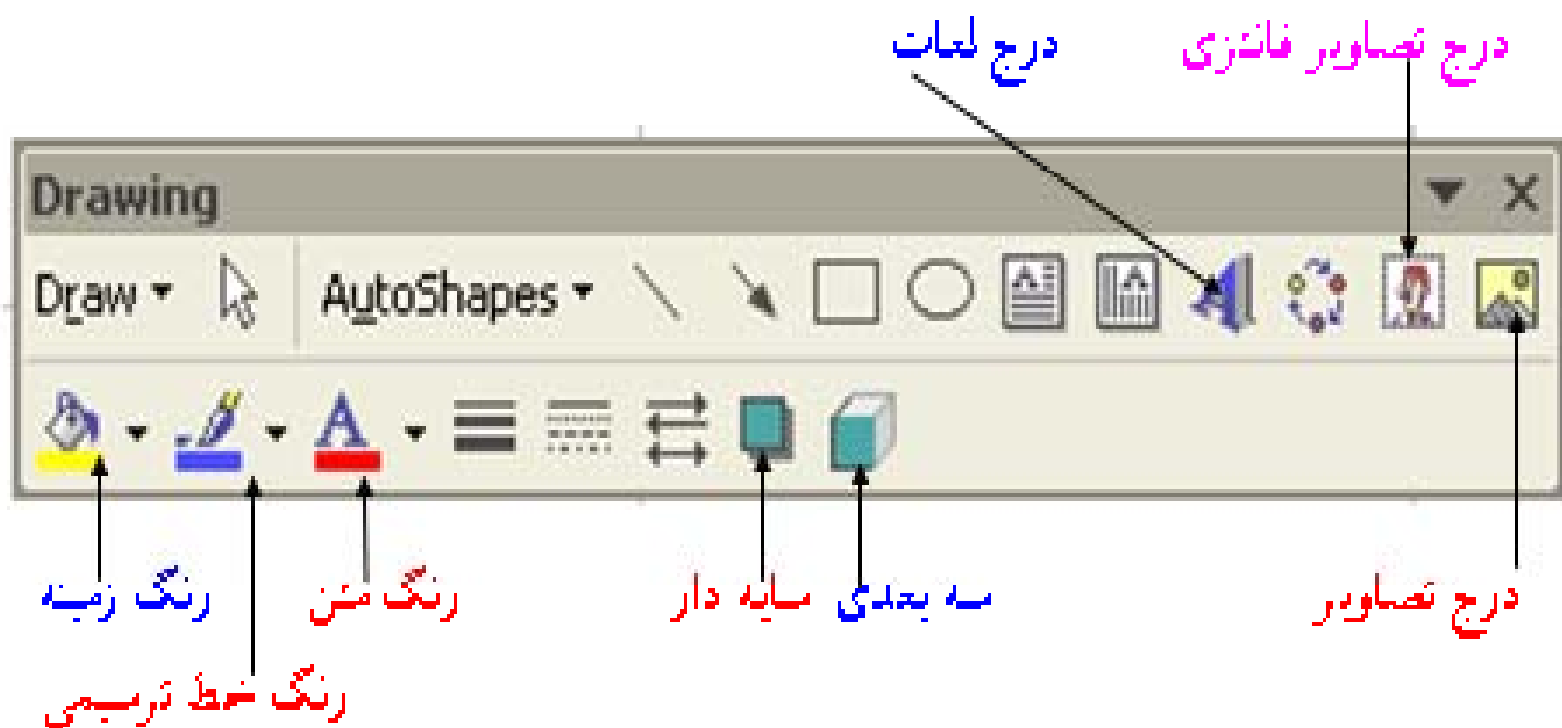 درج لغات
درج تصاویر فانتزی
Drawing
Draw
AutoShapes
رنگ زمینه
رنگ متن
سایه دار
سه بعدی
درج تصاویر
رنگ خط ترسیمی